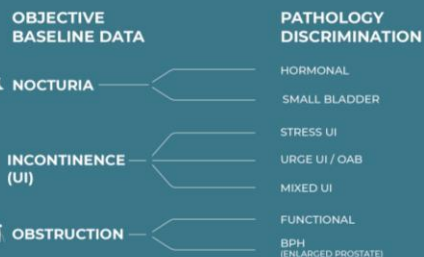 OBJECTIVE
BASELINE DATA
PATHOLOGY
DISCRIMINATION
NOCTURIA
HORMONAL
SMALL BLADDER
INCONTINENCE
(UI)
STRESS UI
URGE UI / OAB
MIXED UI
OBSTRUCTION
FUNCTIONAL
BPH
(ENLARGED PROSTATE)